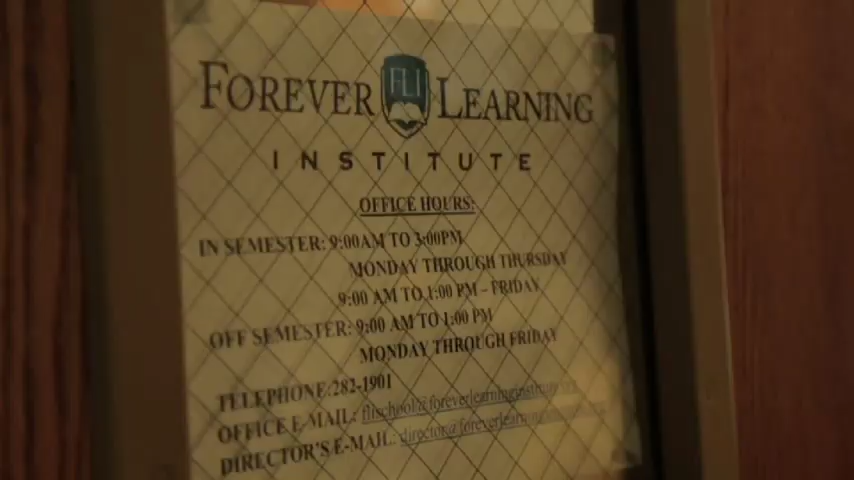 FOREVER FLI LEARNING
INSTITUTE
OFFICE HOURS:
IN SEMESTER: 9:00AM TO 3:00PM
MONDAY THROUGH THURSDAY
9:00 AM TO 1:00 PM - FRIDAY
OFF SEMESTER: 9:00 AM TO 1:00 PM
MONDAY THROUGH FRIDAY
TELEPHONE:282-1901
OFFICE E-MAIL:
DIRECTOR'S E-MAIL: